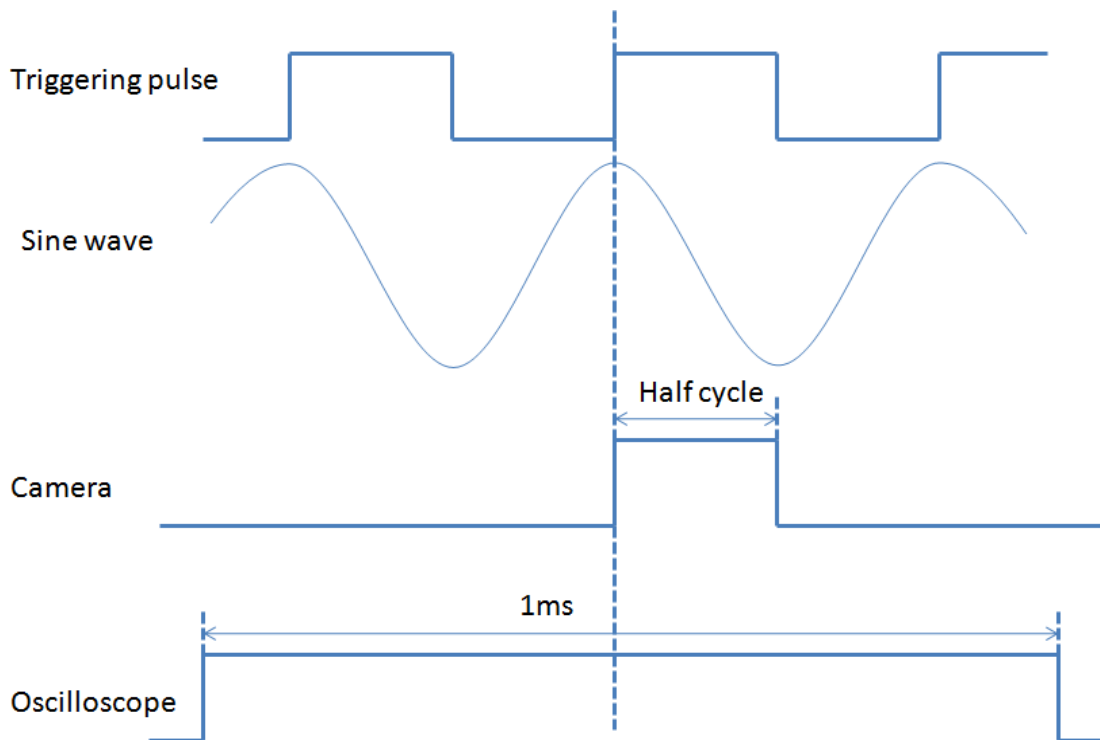 Triggering pulse
Sine wave
Half cycle
Camera
1ms
Oscilloscope